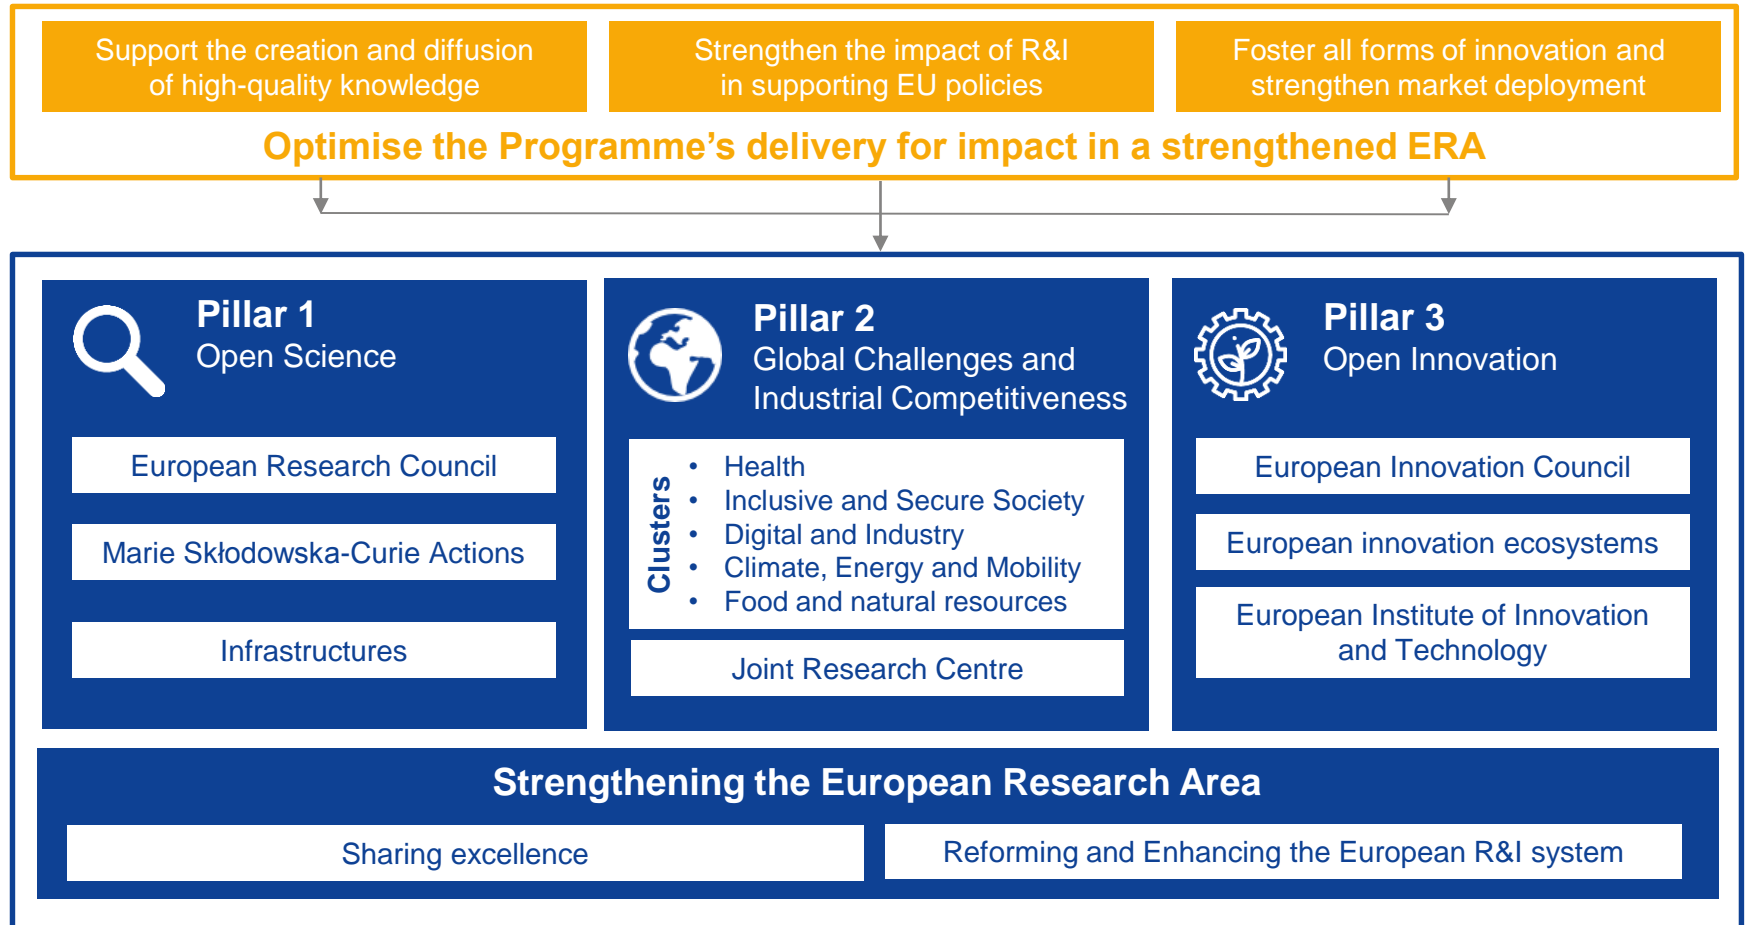 Support the creation and diffusion
of high-quality knowledge
Strengthen the impact of R&I
in supporting EU policies
Foster all forms of innovation and
strengthen market deployment
Optimise the Programme’s delivery for impact in a strengthened ERA
Pillar 1
Open Science
European Research Council
Marie Skłodowska-Curie Actions
Infrastructures
Pillar 2
Global Challenges and
Industrial Competitiveness
Clusters
• Health
• Inclusive and Secure Society
• Digital and Industry
• Climate, Energy and Mobility
• Food and natural resources
Joint Research Centre
Pillar 3
Open Innovation
European Innovation Council
European innovation ecosystems
European Institute of Innovation
and Technology
Strengthening the European Research Area
Sharing excellence
Reforming and Enhancing the European R&I system